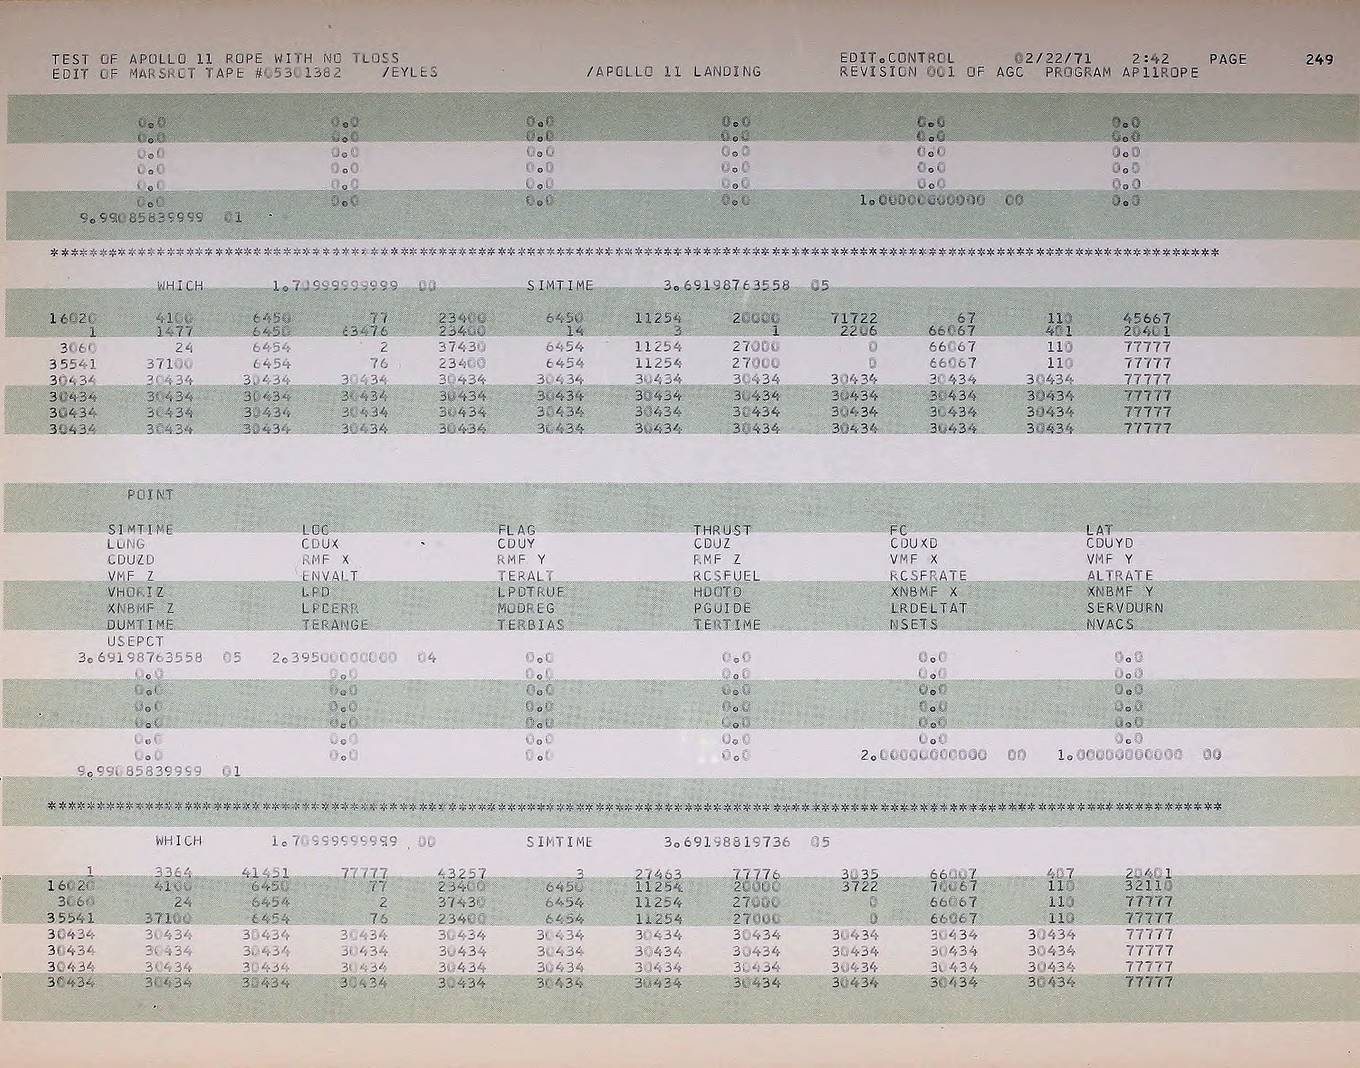 TEST OF APOLLO 11 ROPE WITH NO TLOSS EDIT.CONTROL 02/22/71 2:42 PAGE 249
EDIT OF MARSROT TAPE #05301382 /EYLES /APOLLO 11 LANDING REVISION 001 OF AGC PROGRAM AP11ROPE
0.0 0.0 0.0 0.0 0.0 0.0
0.0 0.0 0.0 0.0 0.0 0.0
0.0 0.0 0.0 0.0 0.0 0.0
0.0 0.0 0.0 0.0 0.0 0.0
0.0 0.0 0.0 0.0 0.0 0.0
0.0 0.0 0.0 0.0 1.00000000000 00 0.0
9.99085839999 01
************************************************************************************************************************
WHICH 1.70999999999 00 SIMTIME 3.69198763558 05
16020 4100 6450 77 23400 6450 11254 20000 71722 67 110 45667
1 1477 6450 63476 23400 14 3 1 2206 66067 401 20401
3060 24 6454 2 37430 6454 11254 27000 0 66067 110 77777
35541 37100 6454 76 23400 6454 11254 27000 0 66067 110 77777
30434 30434 30434 30434 30434 30434 30434 30434 30434 30434 30434 77777
30434 30434 30434 30434 30434 30434 30434 30434 30434 30434 30434 77777
30434 30434 30434 30434 30434 30434 30434 30434 30434 30434 30434 77777
30434 30434 30434 30434 30434 30434 30434 30434 30434 30434 30434 77777
POINT
SIMTIME LOC FLAG THRUST FC LAT
LONG CDUX CDUY CDUZ CDUXD CDUYD
CDUZD RMF X RMF Y RMF Z VMF X VMF Y
VMF Z ENVALT TERALT RCSFUEL RCSFRATE ALTRATE
VHORIZ LPD LPDTRUE HDOTD XNBMF X XNBMF Y
XNBMF Z LPDERR MODREG PGUIDE LRDELTAT SERVDURN
DUMTIME TERANGE TERBIAS TERTIME NSETS NVACS
USEPCT
3.69198763558 05 2.39500000000 04 0.0 0.0 0.0 0.0
0.0 0.0 0.0 0.0 0.0 0.0
0.0 0.0 0.0 0.0 0.0 0.0
0.0 0.0 0.0 0.0 0.0 0.0
0.0 0.0 0.0 0.0 0.0 0.0
0.0 0.0 0.0 0.0 0.0 0.0
0.0 0.0 0.0 0.0 2.00000000000 00 1.00000000000 00
9.99085839999 01
************************************************************************************************************************
WHICH 1.70999999999 00 SIMTIME 3.69198819736 05
1 3364 41451 77777 43257 3 27463 77776 3035 66007 407 20401
16020 4100 6450 77 23400 6450 11254 20000 3722 70067 110 32110
3060 24 6454 2 37430 6454 11254 27000 0 66067 110 77777
35541 37100 6454 76 23400 6454 11254 27000 0 66067 110 77777
30434 30434 30434 30434 30434 30434 30434 30434 30434 30434 30434 77777
30434 30434 30434 30434 30434 30434 30434 30434 30434 30434 30434 77777
30434 30434 30434 30434 30434 30434 30434 30434 30434 30434 30434 77777
30434 30434 30434 30434 30434 30434 30434 30434 30434 30434 30434 77777